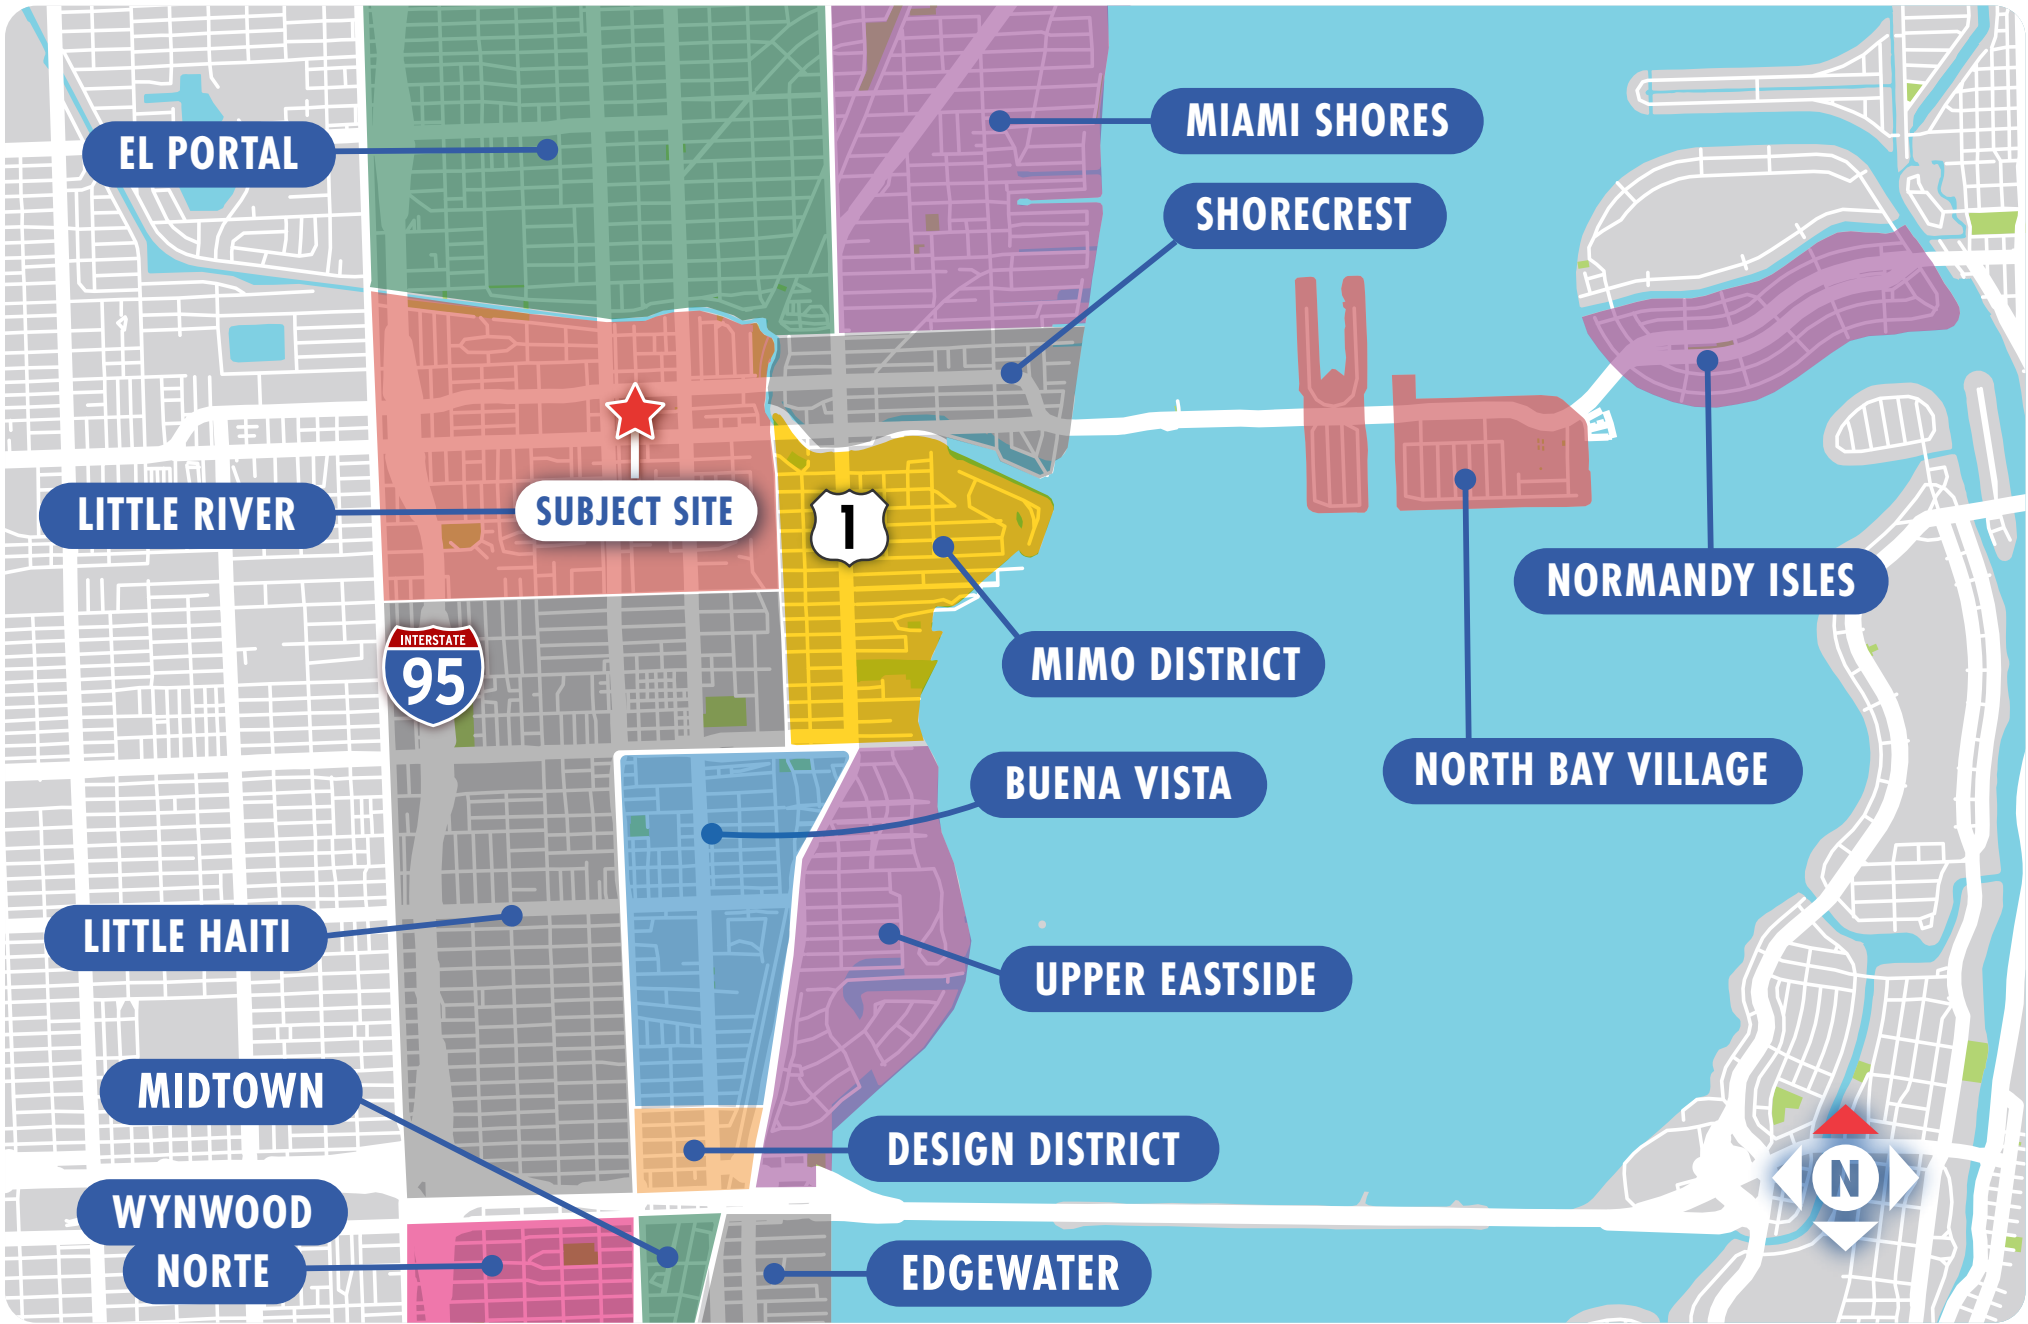 MIAMI SHORES
EL PORTAL
SHORECREST
LITTLE RIVER
SUBJECT SITE
1
NORMANDY ISLES
INTERSTATE
95
MIMO DISTRICT
BUENA VISTA
NORTH BAY VILLAGE
LITTLE HAITI
UPPER EASTSIDE
MIDTOWN
DESIGN DISTRICT
N
WYNWOOD
NORTE
EDGEWATER